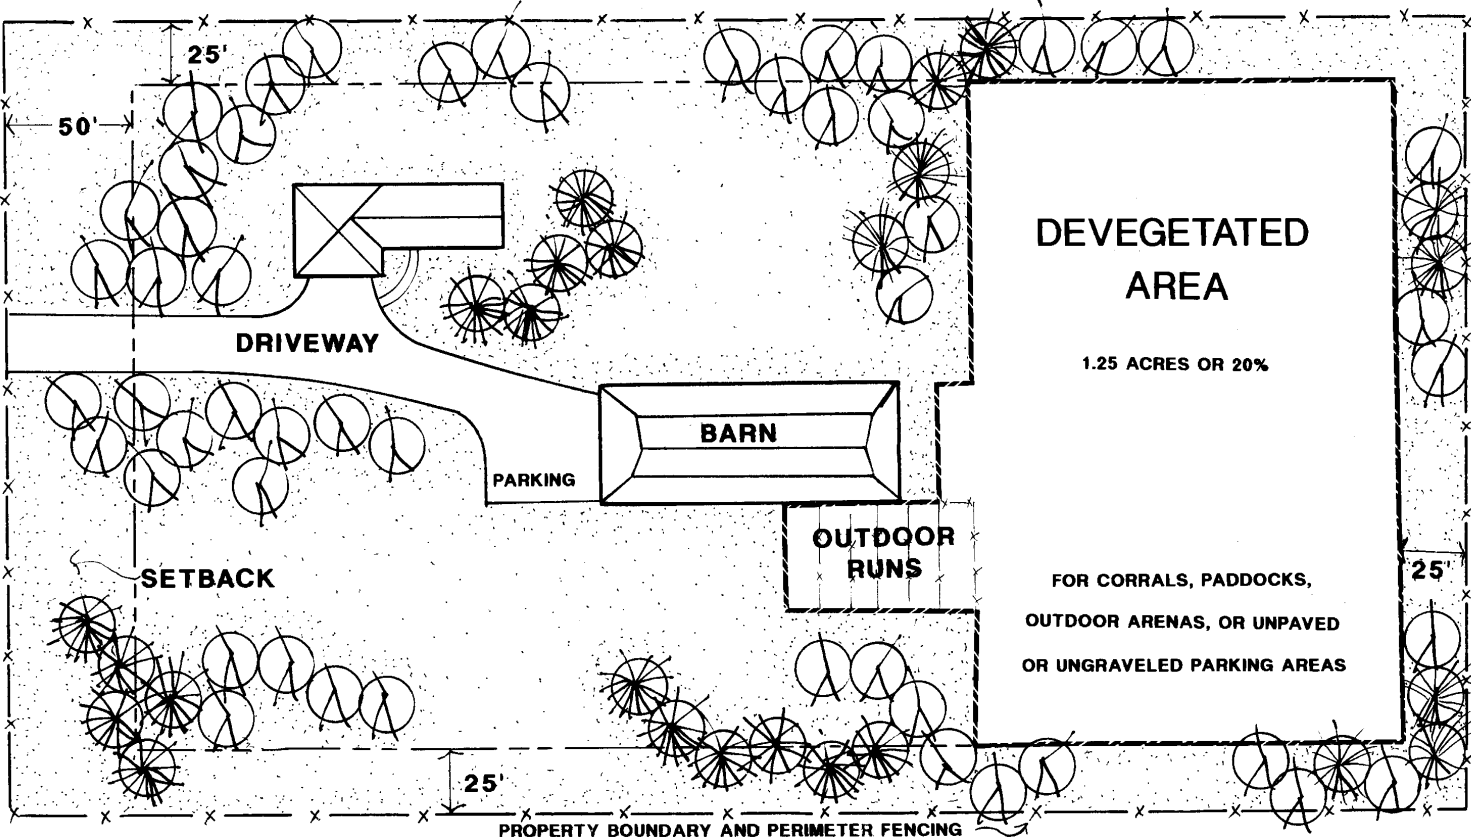 25'
50'
DEVEGETATED
AREA
DRIVEWAY
1.25 ACRES OR 20%
BARN
PARKING
OUTDOOR
RUNS
SETBACK
25'
FOR CORRALS, PADDOCKS,
OUTDOOR ARENAS, OR UNPAVED
OR UNGRAVELED PARKING AREAS
25'
PROPERTY BOUNDARY AND PERIMETER FENCING